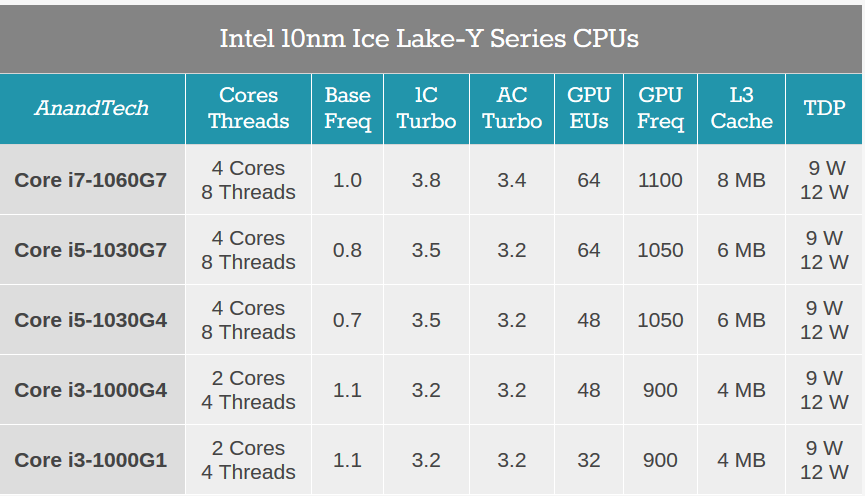 Intel 10nm Ice Lake-Y Series CPUs
AnandTech Cores Threads Base Freq 1C Turbo AC Turbo GPU EUs GPU Freq L3 Cache TDP
Core i7-1060G7 4 Cores 8 Threads 1.0 3.8 3.4 64 1100 8 MB 9 W 12 W
Core i5-1030G7 4 Cores 8 Threads 0.8 3.5 3.2 64 1050 6 MB 9 W 12 W
Core i5-1030G4 4 Cores 8 Threads 0.7 3.5 3.2 48 1050 6 MB 9 W 12 W
Core i3-1000G4 2 Cores 4 Threads 1.1 3.2 3.2 48 900 4 MB 9 W 12 W
Core i3-1000G1 2 Cores 4 Threads 1.1 3.2 3.2 32 900 4 MB 9 W 12 W